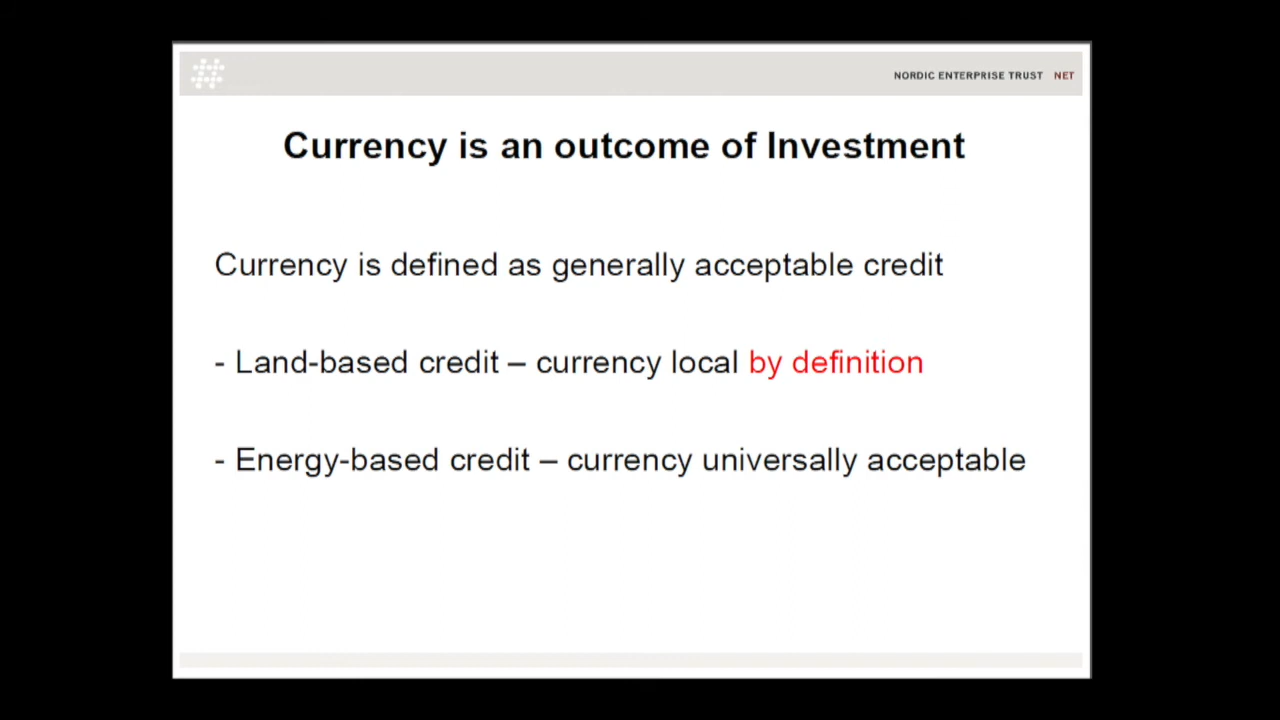 NORDIC ENTERPRISE TRUST NET
Currency is an outcome of Investment
Currency is defined as generally acceptable credit
- Land-based credit – currency local by definition
- Energy-based credit – currency universally acceptable